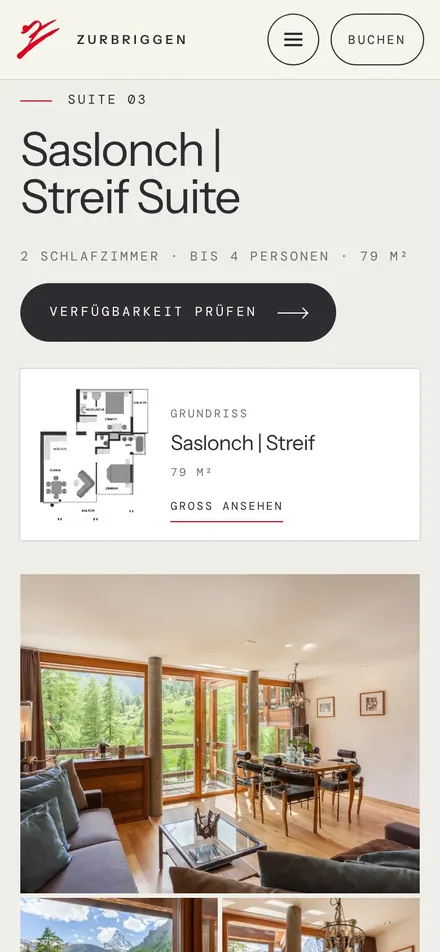 ZURBRIGGEN
BUCHEN
SUITE 03
Saslonch |
Streif Suite
2 SCHLAFZIMMER · BIS 4 PERSONEN · 79 M²
VERFÜGBARKEIT PRÜFEN
GRUNDRISS
Saslonch | Streif
79 M²
GROSS ANSEHEN